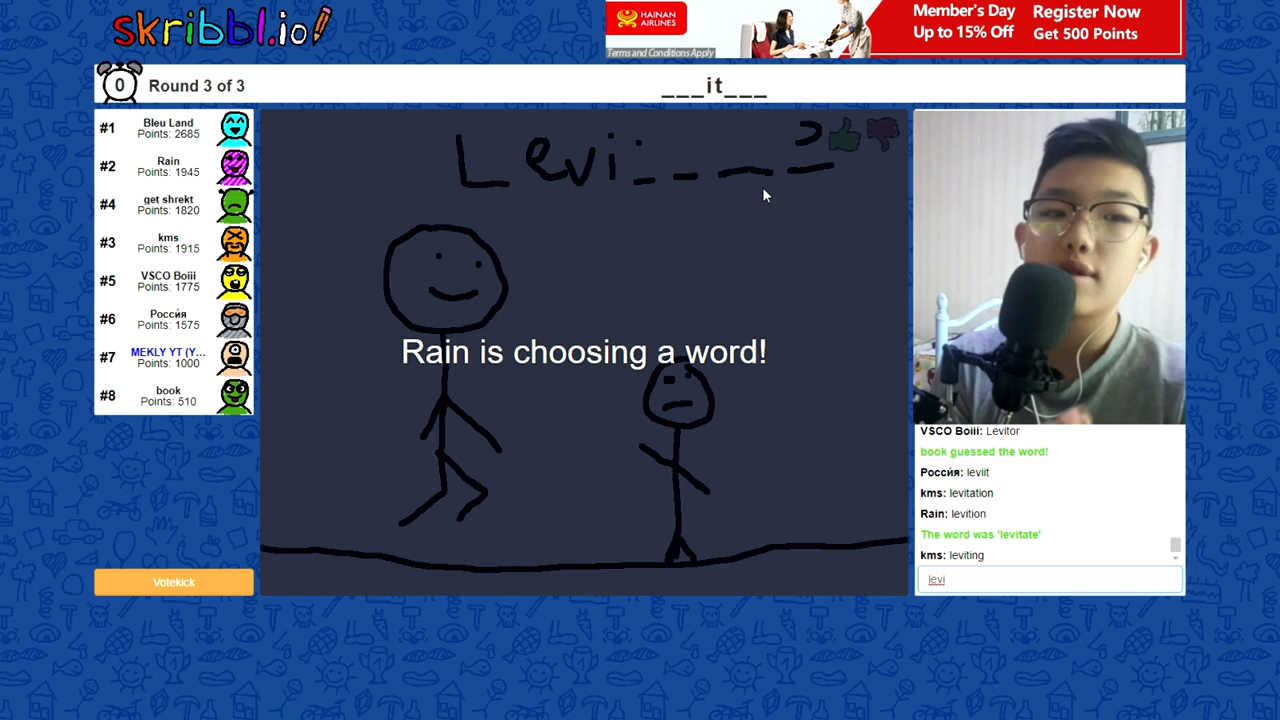 skribbl.io
HAINAN AIRLINES
Terms and Conditions Apply
Member's Day
Up to 15% Off
Register Now
Get 500 Points
0
Round 3 of 3
___it___
#1 Bleu Land
Points: 2685
#2 Rain
Points: 1945
#4 get shrekt
Points: 1820
#3 kms
Points: 1915
#5 VSCO Boiii
Points: 1775
#6 Россия
Points: 1575
#7 MEKLY YT (Y...
Points: 1000
#8 book
Points: 510
Votekick
Levi_ _ _ _
Rain is choosing a word!
VSCO Boiii: Levitor
book guessed the word!
Россия: leviit
kms: levitation
Rain: levition
The word was 'levitate'
kms: leviting
levi